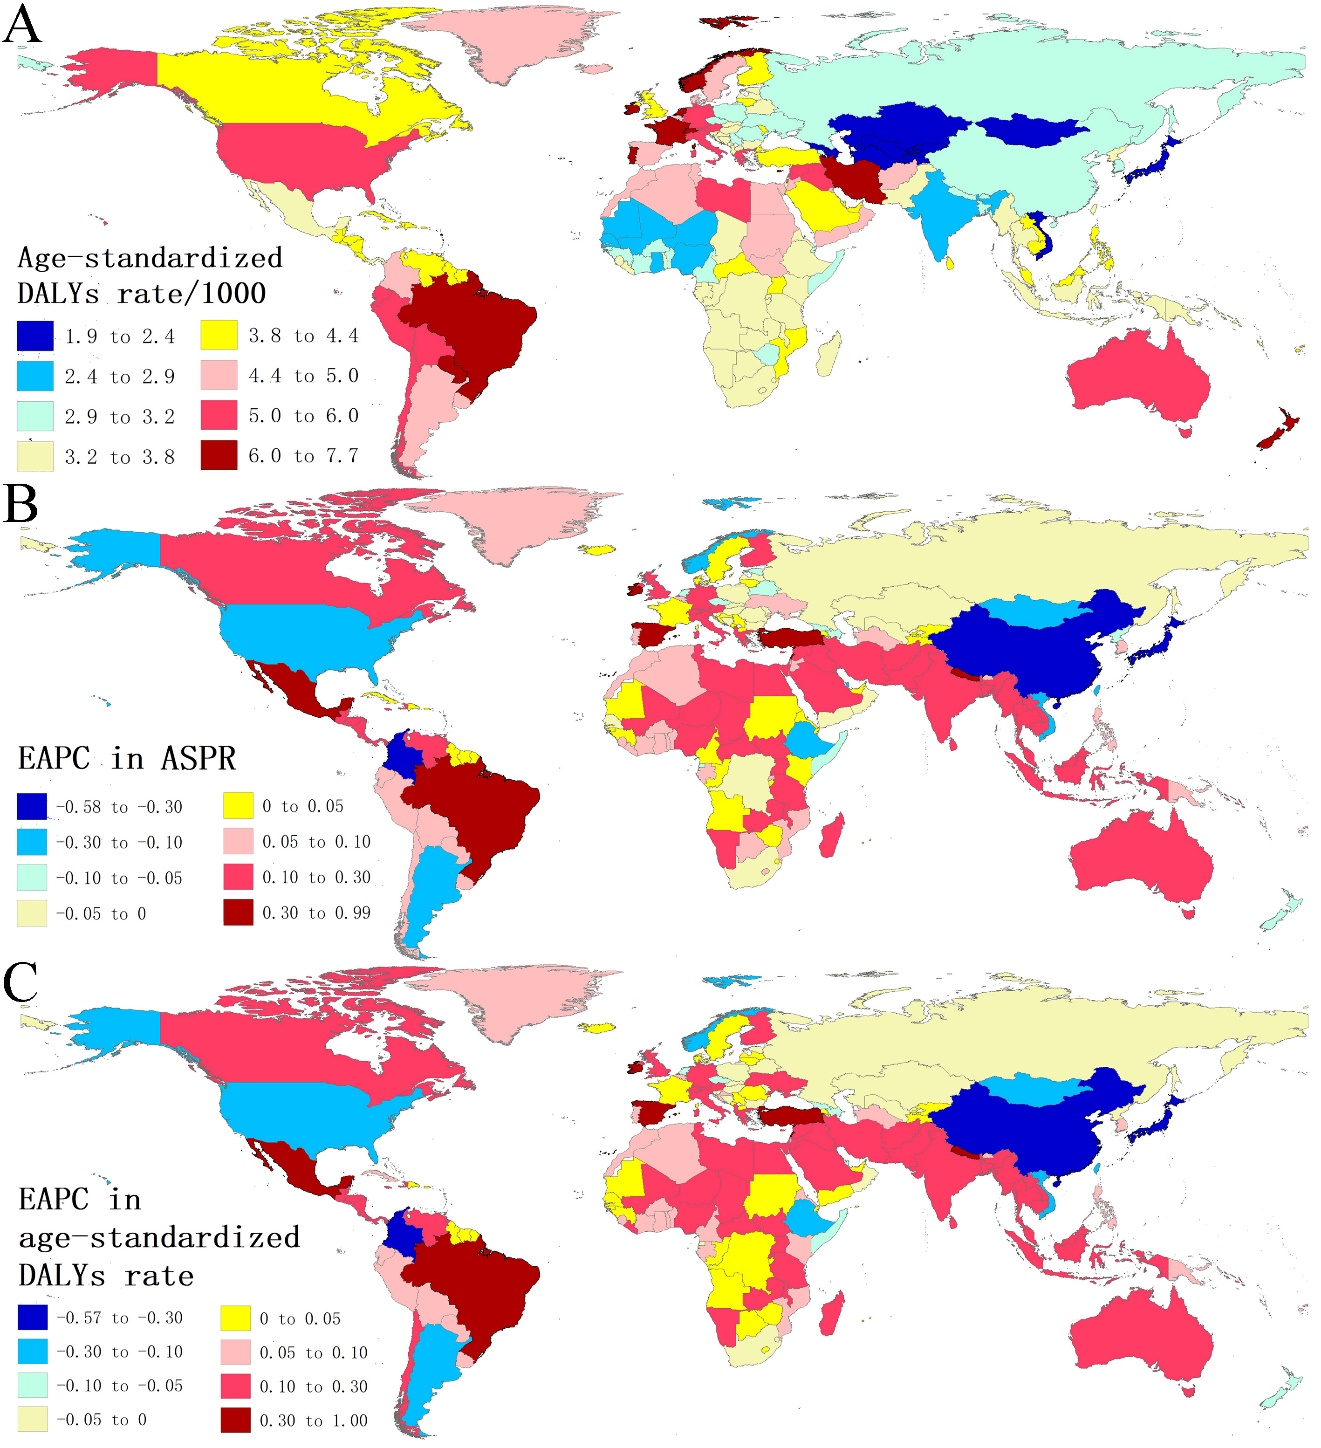 A
Age-standardized
DALYs rate/1000
1.9 to 2.4
3.8 to 4.4
2.4 to 2.9
4.4 to 5.0
2.9 to 3.2
5.0 to 6.0
3.2 to 3.8
6.0 to 7.7
B
EAPC in ASPR
-0.58 to -0.30
0 to 0.05
-0.30 to -0.10
0.05 to 0.10
-0.10 to -0.05
0.10 to 0.30
-0.05 to 0
0.30 to 0.99
C
EAPC in
age-standardized
DALYs rate
-0.57 to -0.30
0 to 0.05
-0.30 to -0.10
0.05 to 0.10
-0.10 to -0.05
0.10 to 0.30
-0.05 to 0
0.30 to 1.00